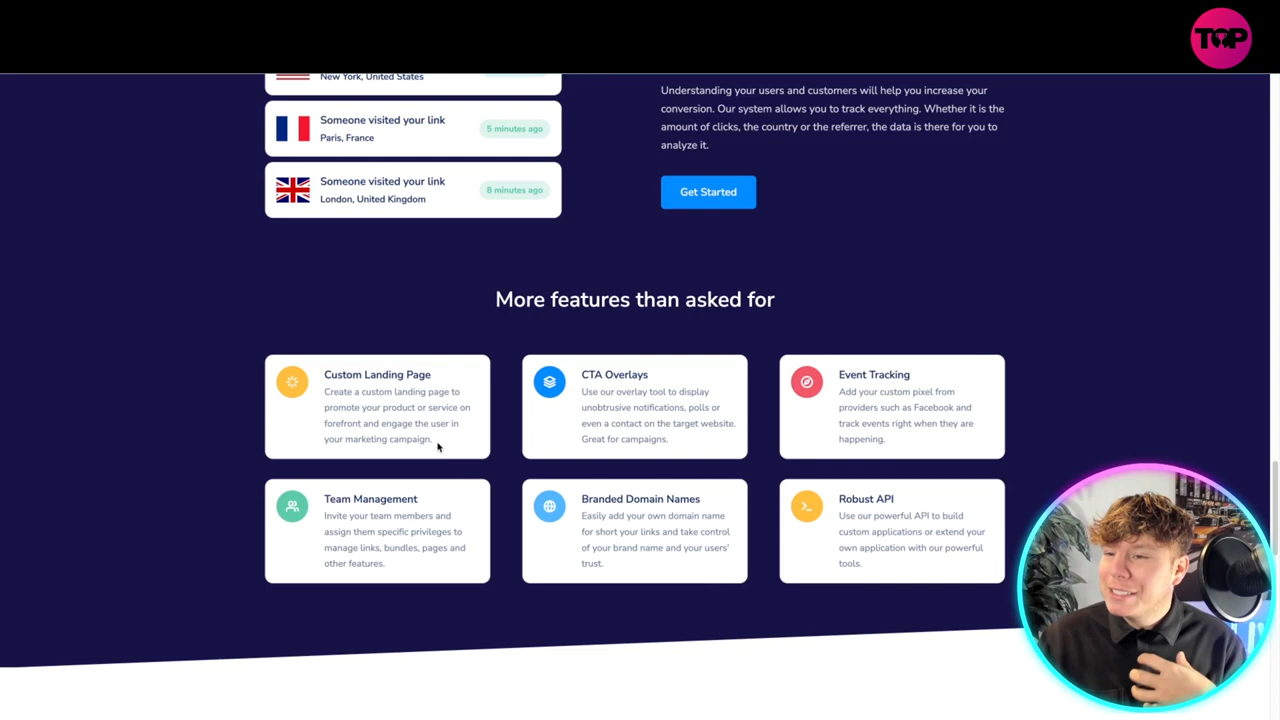 TOP
New York, United States
Someone visited your link
Paris, France
5 minutes ago
Someone visited your link
London, United Kingdom
8 minutes ago
Understanding your users and customers will help you increase your
conversion. Our system allows you to track everything. Whether it is the
amount of clicks, the country or the referrer, the data is there for you to
analyze it.
Get Started
More features than asked for
Custom Landing Page
Create a custom landing page to
promote your product or service on
forefront and engage the user in
your marketing campaign.
CTA Overlays
Use our overlay tool to display
unobtrusive notifications, polls or
even a contact on the target website.
Great for campaigns.
Event Tracking
Add your custom pixel from
providers such as Facebook and
track events right when they are
happening.
Team Management
Invite your team members and
assign them specific privileges to
manage links, bundles, pages and
other features.
Branded Domain Names
Easily add your own domain name
for short your links and take control
of your brand name and your users'
trust.
Robust API
Use our powerful API to build
custom applications or extend your
own application with our powerful
tools.